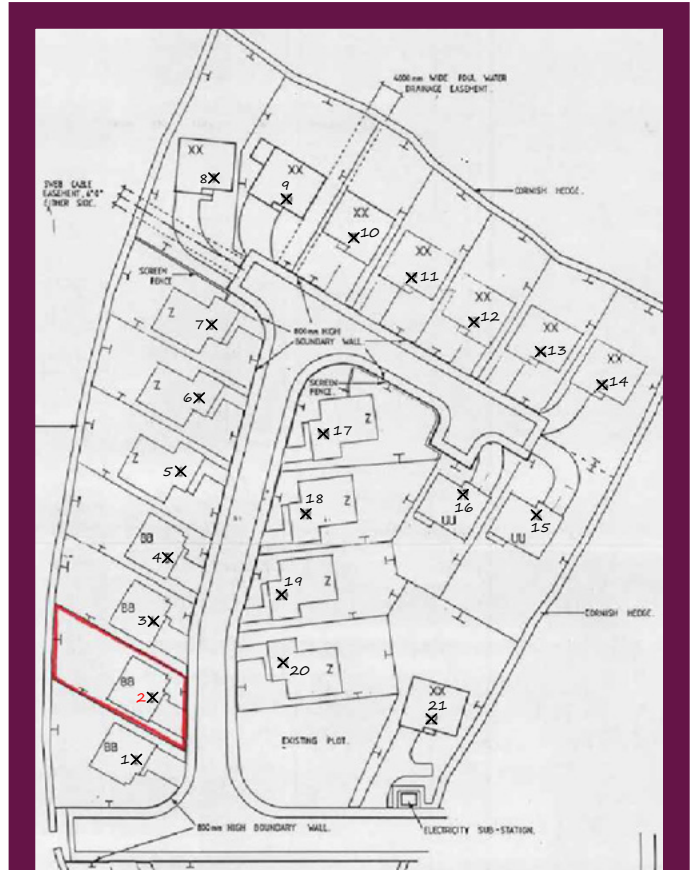 4000mm WIDE FOUL WATER
DRAINAGE EASEMENT.
XX
8
SWEB CABLE
EASEMENT, 6'0"
EITHER SIDE.
XX
9
CORNISH HEDGE.
XX
10
SCREEN
FENCE
XX
11
Z
7
XX
12
800mm HIGH
BOUNDARY WALL.
XX
13
XX
14
SCREEN
FENCE.
Z
6
17
Z
Z
5
16
UU
18
Z
15
UU
BB
4
19
Z
BB
3
CORNISH HEDGE.
20
Z
BB
2
XX
21
EXISTING PLOT.
BB
1
800mm HIGH BOUNDARY WALL.
ELECTRICITY SUB-STATION.